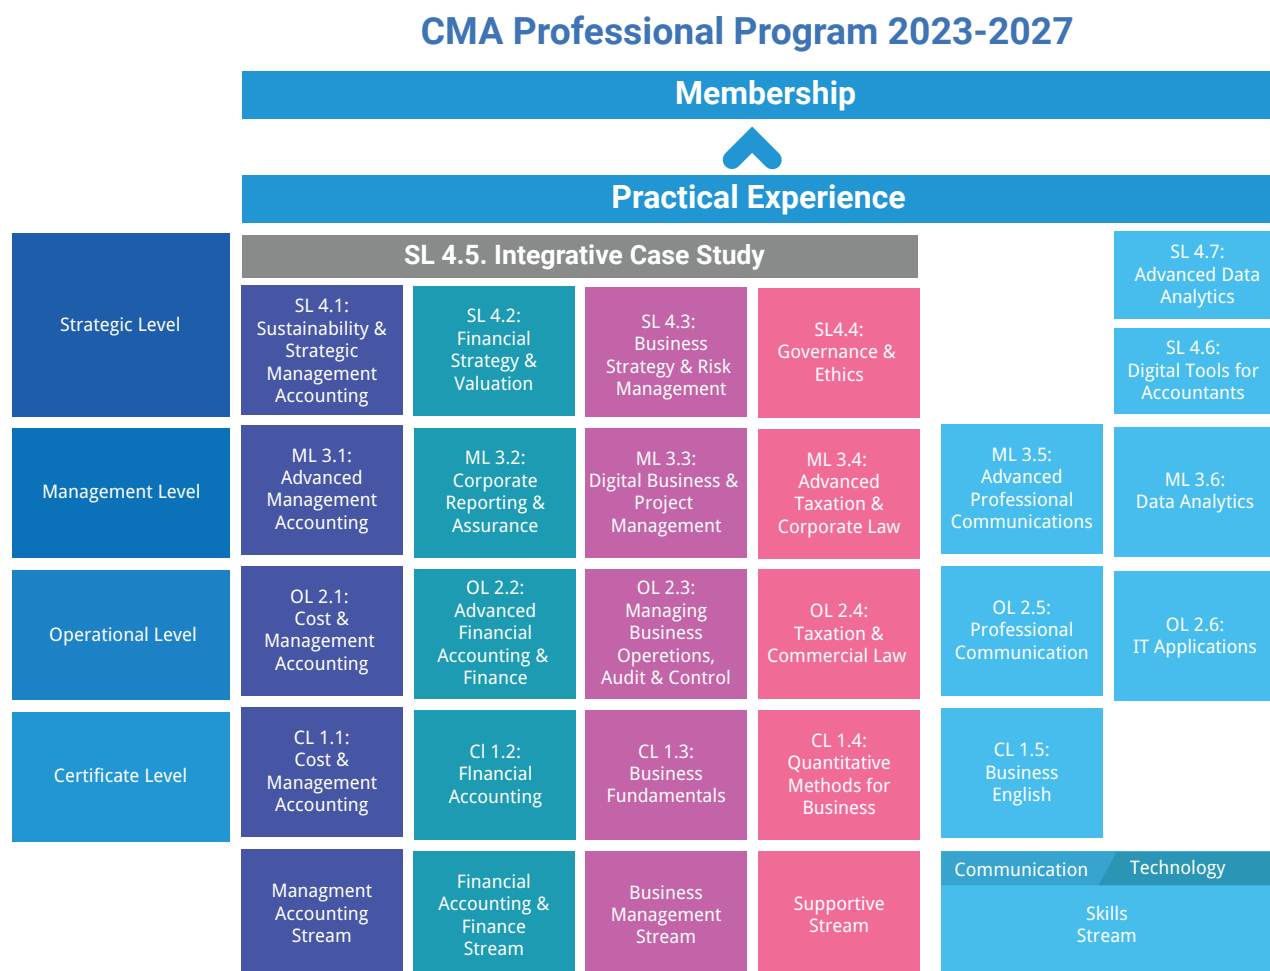 CMA Professional Program 2023-2027
Membership
Practical Experience
Strategic Level
SL 4.5. Integrative Case Study
SL 4.1:
Sustainability &
Strategic
Management
Accounting
SL 4.2:
Financial
Strategy &
Valuation
SL 4.3:
Business
Strategy & Risk
Management
SL4.4:
Governance &
Ethics
SL 4.7:
Advanced Data
Analytics
SL 4.6:
Digital Tools for
Accountants
Management Level
ML 3.1:
Advanced
Management
Accounting
ML 3.2:
Corporate
Reporting &
Assurance
ML 3.3:
Digital Business &
Project
Management
ML 3.4:
Advanced
Taxation &
Corporate Law
ML 3.5:
Advanced
Professional
Communications
ML 3.6:
Data Analytics
Operational Level
OL 2.1:
Cost &
Management
Accounting
OL 2.2:
Advanced
Financial
Accounting &
Finance
OL 2.3:
Managing
Business
Operetions,
Audit & Control
OL 2.4:
Taxation &
Commercial Law
OL 2.5:
Professional
Communication
OL 2.6:
IT Applications
Certificate Level
CL 1.1:
Cost &
Management
Accounting
Cl 1.2:
FInancial
Accounting
CL 1.3:
Business
Fundamentals
CL 1.4:
Quantitative
Methods for
Business
CL 1.5:
Business
English
Managment
Accounting
Stream
Financial
Accounting &
Finance
Stream
Business
Management
Stream
Supportive
Stream
Communication
Technology
Skills
Stream